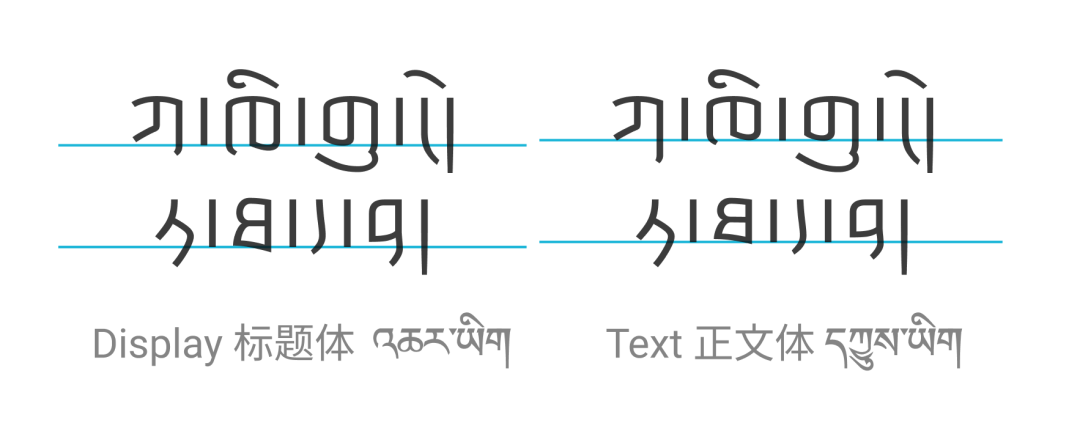 ཀ་ཁི་གུ་ངེ།
ཏ་ཐ་ད་ན།
Display 标题体 འཆར་ཡིག
ཀ་ཁི་གུ་ངེ།
ཏ་ཐ་ད་ན།
Text 正文体 དཀྱུས་ཡིག